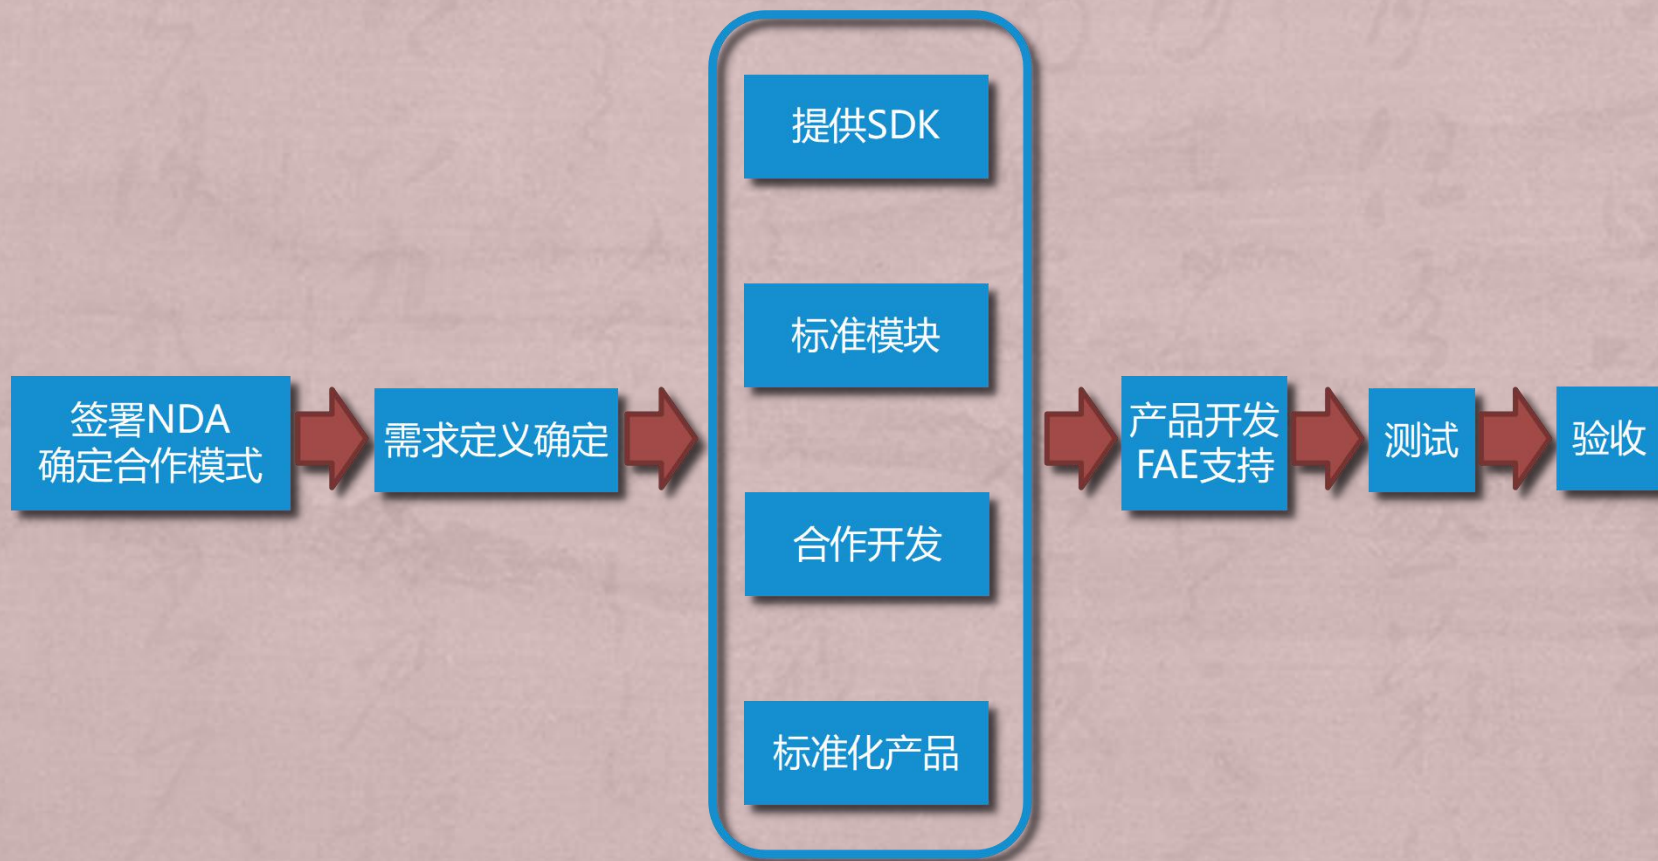 签署NDA
确定合作模式
需求定义确定
提供SDK
标准模块
合作开发
标准化产品
产品开发
FAE支持
测试
验收